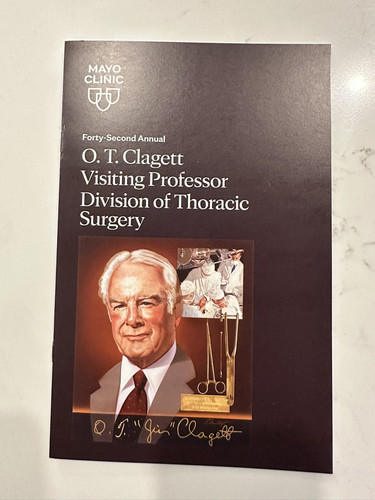 MAYO
CLINIC
Forty-Second Annual
O. T. Clagett
Visiting Professor
Division of Thoracic
Surgery
O. T. "Jim" Clagett